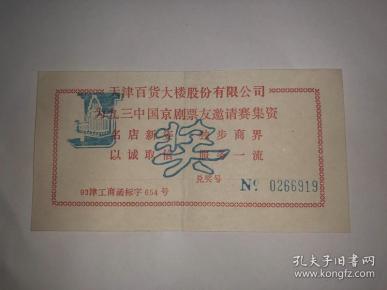 天津百货大楼股份有限公司
为九三中国京剧票友邀请赛集资
名店新 步商界
以诚取 一流
奖
兑奖号
93津工商函标字654号
Nº 0266919
孔夫子旧书网
kongfz.com